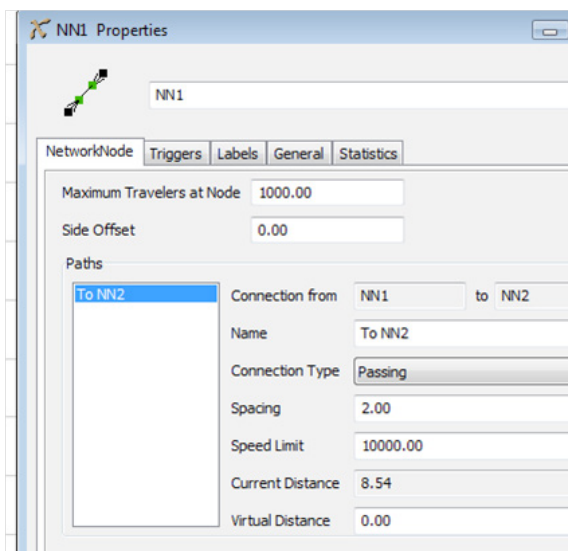 NN1 Properties
NN1
NetworkNode Triggers Labels General Statistics
Maximum Travelers at Node 1000.00
Side Offset 0.00
Paths
To NN2
Connection from NN1 to NN2
Name To NN2
Connection Type Passing
Spacing 2.00
Speed Limit 10000.00
Current Distance 8.54
Virtual Distance 0.00